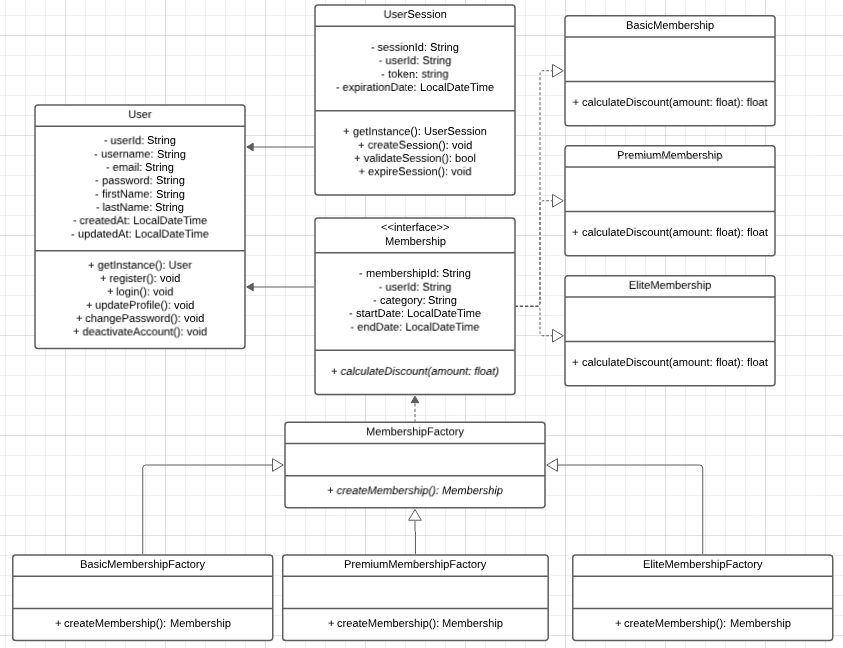 UserSession
- sessionId: String
- userId: String
- token: string
- expirationDate: LocalDateTime
+ getInstance(): UserSession
+ createSession(): void
+ validateSession(): bool
+ expireSession(): void
BasicMembership
+ calculateDiscount(amount: float): float
User
- userId: String
- username: String
- email: String
- password: String
- firstName: String
- lastName: String
- createdAt: LocalDateTime
- updatedAt: LocalDateTime
+ getInstance(): User
+ register(): void
+ login(): void
+ updateProfile(): void
+ changePassword(): void
+ deactivateAccount(): void
PremiumMembership
+ calculateDiscount(amount: float): float
<<interface>>
Membership
- membershipId: String
- userId: String
- category: String
- startDate: LocalDateTime
- endDate: LocalDateTime
+ calculateDiscount(amount: float)
EliteMembership
+ calculateDiscount(amount: float): float
MembershipFactory
+ createMembership(): Membership
BasicMembershipFactory
+ createMembership(): Membership
PremiumMembershipFactory
+ createMembership(): Membership
EliteMembershipFactory
+ createMembership(): Membership